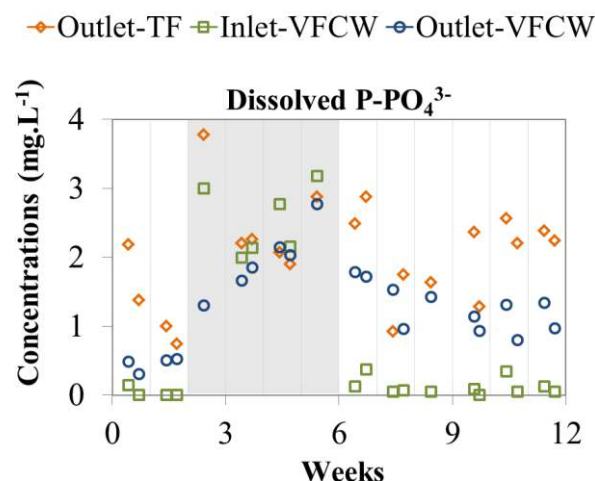 Outlet-TF Inlet-VFCW Outlet-VFCW
Dissolved P-PO₄³⁻
Concentrations (mg.L⁻¹)
4
3
2
1
0
0 3 6 9 12
Weeks